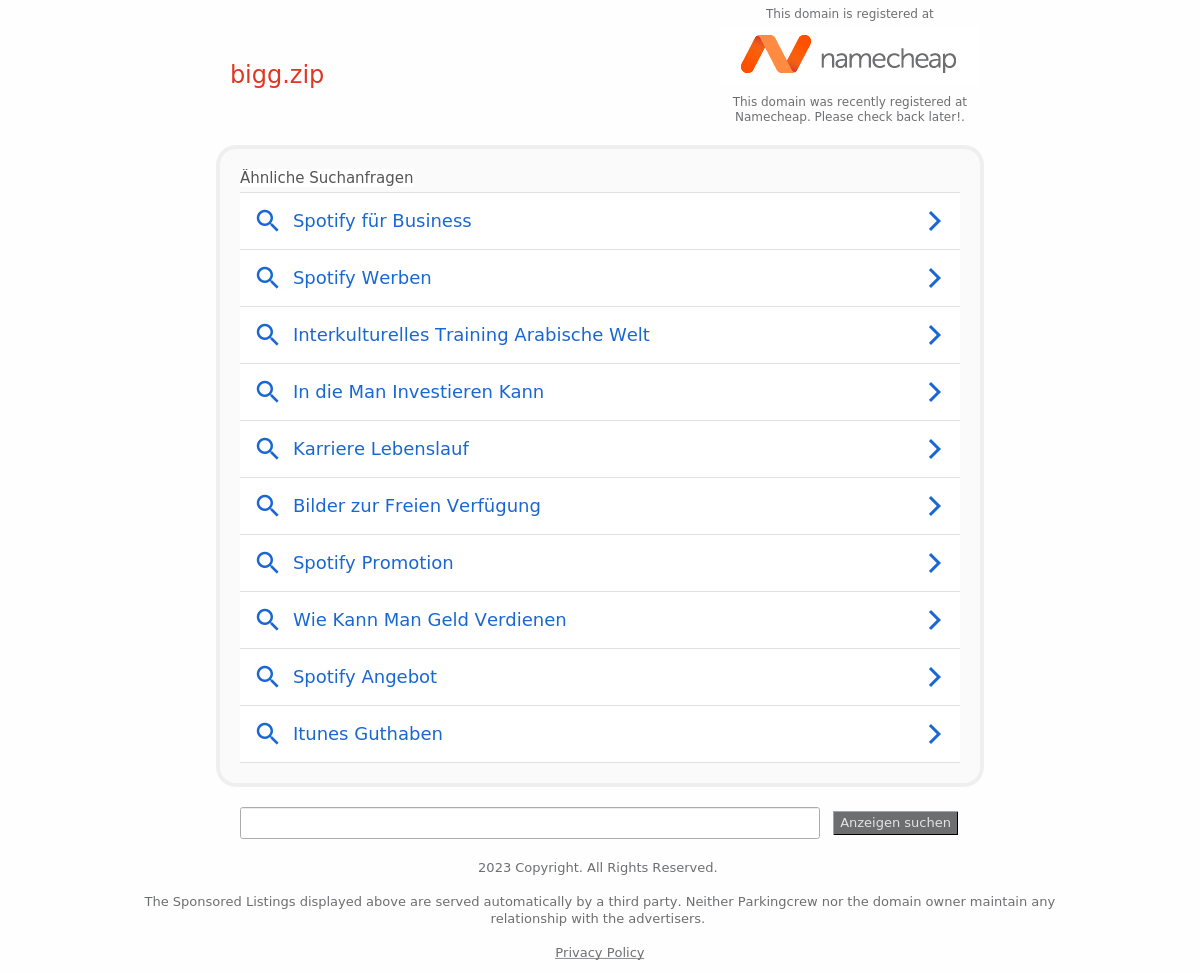 This domain is registered at
bigg.zip
namecheap
This domain was recently registered at
Namecheap. Please check back later!.
Ähnliche Suchanfragen
Spotify für Business
Spotify Werben
Interkulturelles Training Arabische Welt
In die Man Investieren Kann
Karriere Lebenslauf
Bilder zur Freien Verfügung
Spotify Promotion
Wie Kann Man Geld Verdienen
Spotify Angebot
Itunes Guthaben
Anzeigen suchen
2023 Copyright. All Rights Reserved.
The Sponsored Listings displayed above are served automatically by a third party. Neither Parkingcrew nor the domain owner maintain any
relationship with the advertisers.
Privacy Policy